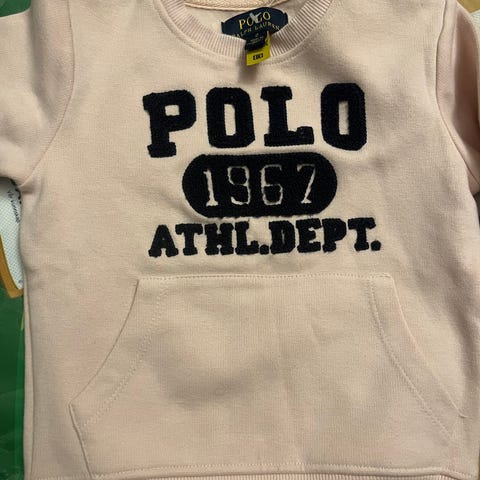 POLO
RALPH LAUREN
POLO
1967
ATHL.DEPT.